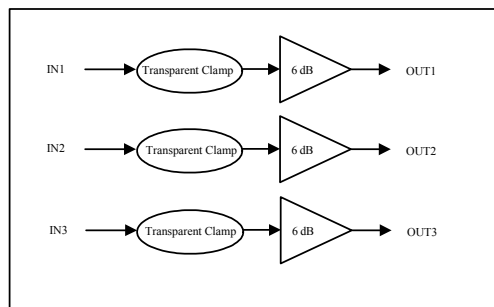 IN1 Transparent Clamp 6 dB OUT1
IN2 Transparent Clamp 6 dB OUT2
IN3 Transparent Clamp 6 dB OUT3